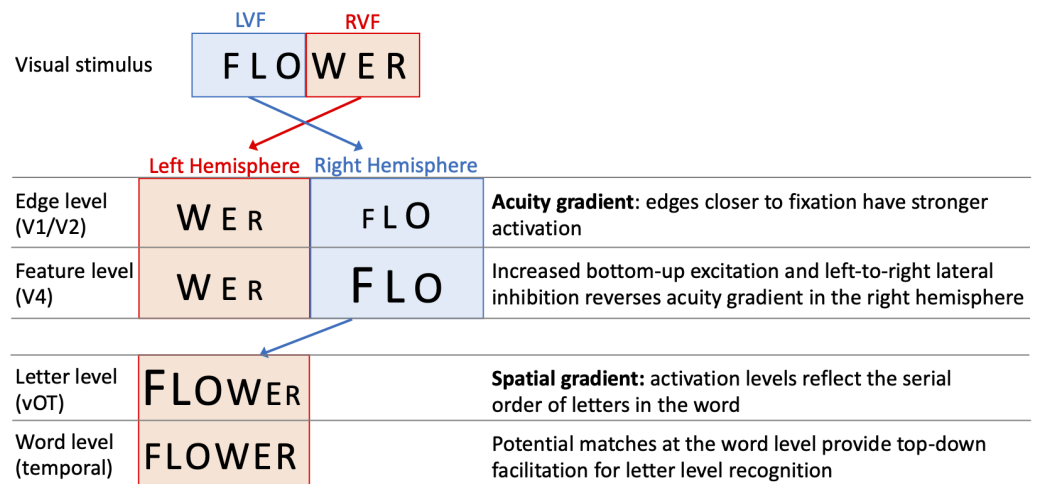 LVF RVF
Visual stimulus FLOWER
Left Hemisphere Right Hemisphere
Edge level
(V1/V2)
W E R
F L O
Acuity gradient: edges closer to fixation have stronger
activation
Feature level
(V4)
W E R
F L O
Increased bottom-up excitation and left-to-right lateral
inhibition reverses acuity gradient in the right hemisphere
Letter level
(vOT)
FLOWER
Spatial gradient: activation levels reflect the serial
order of letters in the word
Word level
(temporal)
FLOWER
Potential matches at the word level provide top-down
facilitation for letter level recognition